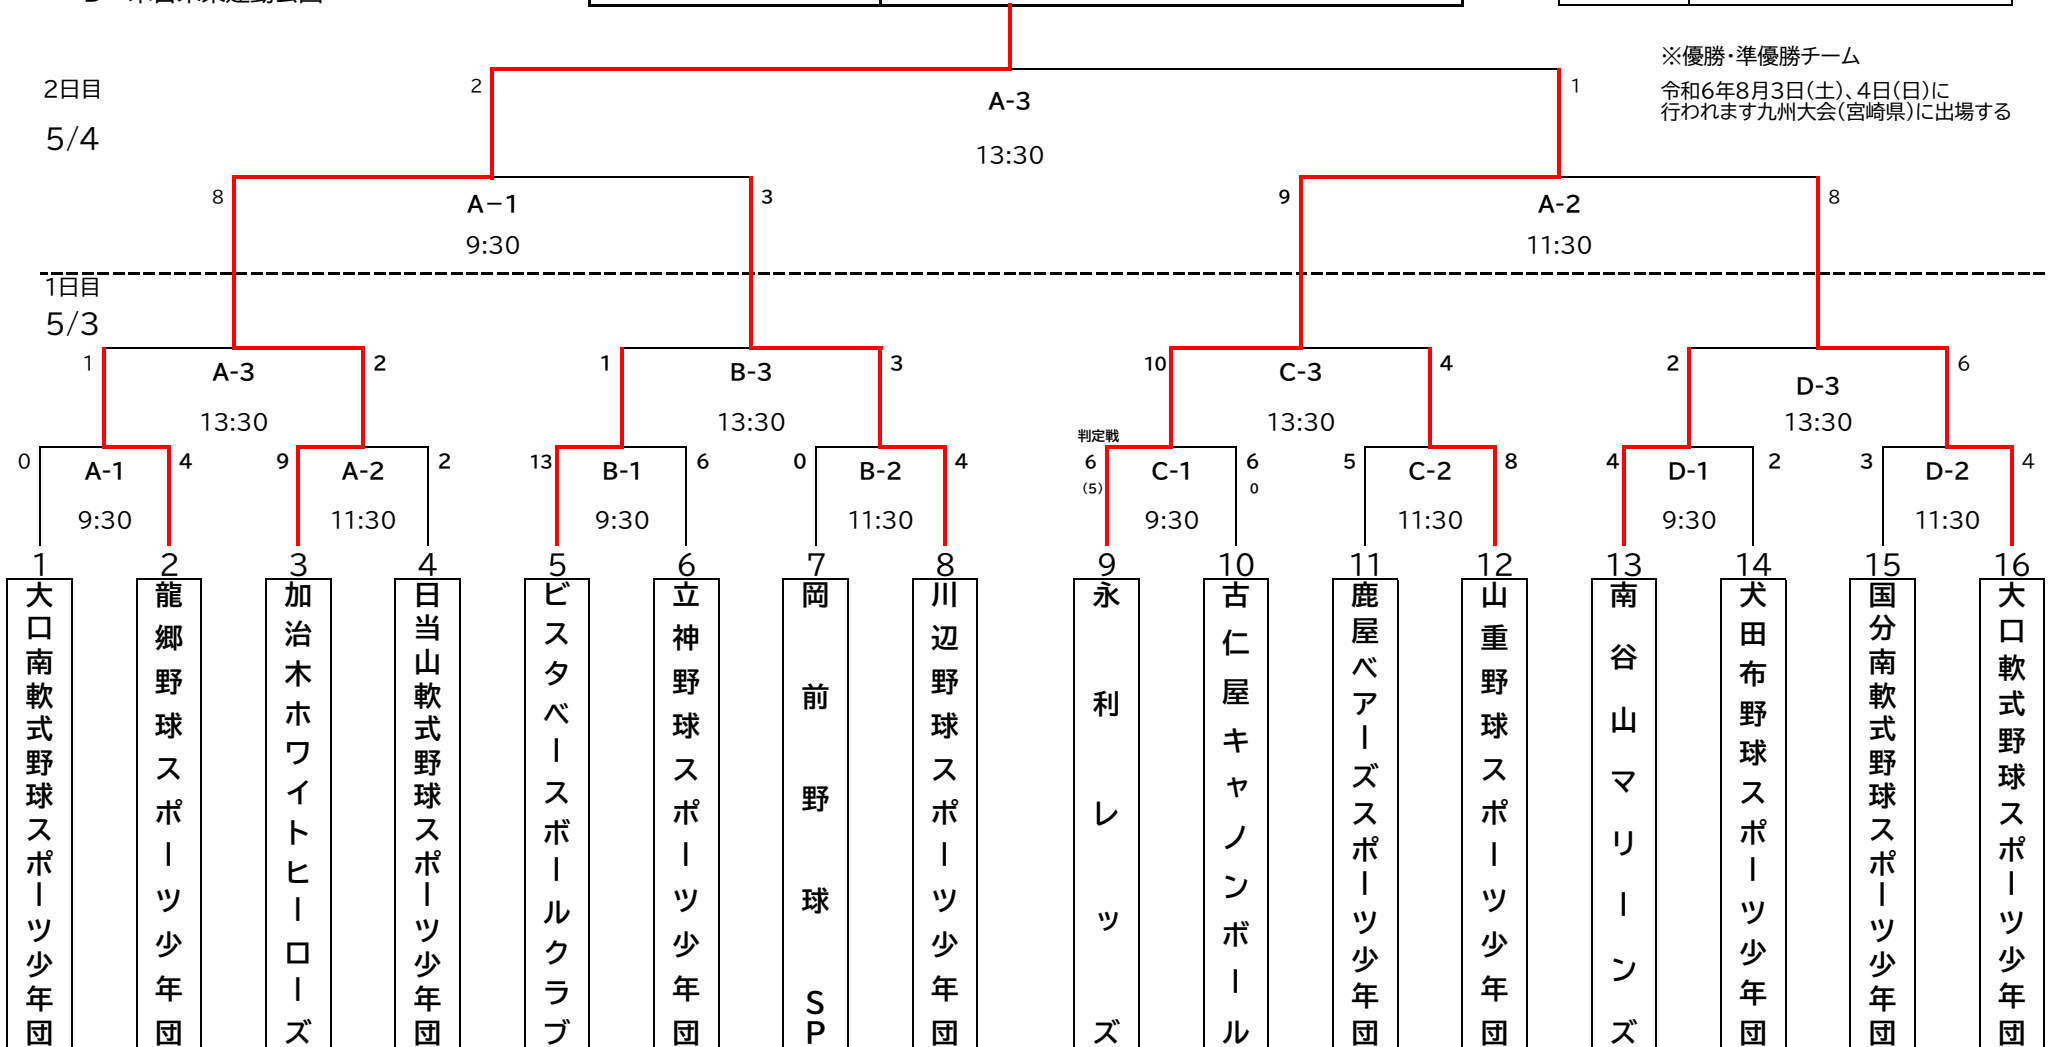 ※優勝・準優勝チーム
令和6年8月3日(土)、4日(日)に
行われます九州大会(宮崎県)に出場する
2日目
5/4
2
1
A-3
13:30
8
3
A−1
9:30
9
8
A-2
11:30
1日目
5/3
1
2
A-3
13:30
1
3
B-3
13:30
10
4
C-3
13:30
2
6
D-3
13:30
0
4
A-1
9:30
9
2
A-2
11:30
13
6
B-1
9:30
0
4
B-2
11:30
判定戦
6
(5)
6
0
C-1
9:30
5
8
C-2
11:30
4
2
D-1
9:30
3
4
D-2
11:30
1
大口南軟式野球スポーツ少年団
2
龍郷野球スポーツ少年団
3
加治木ホワイトヒーローズ
4
日当山軟式野球スポーツ少年団
5
ビスタベースボールクラブ
6
立神野球スポーツ少年団
7
岡前野球SP
8
川辺野球スポーツ少年団
9
永利レッズ
10
古仁屋キャノンボール
11
鹿屋ベアーズスポーツ少年団
12
山重野球スポーツ少年団
13
南谷山マリーンズ
14
犬田布野球スポーツ少年団
15
国分南軟式野球スポーツ少年団
16
大口軟式野球スポーツ少年団